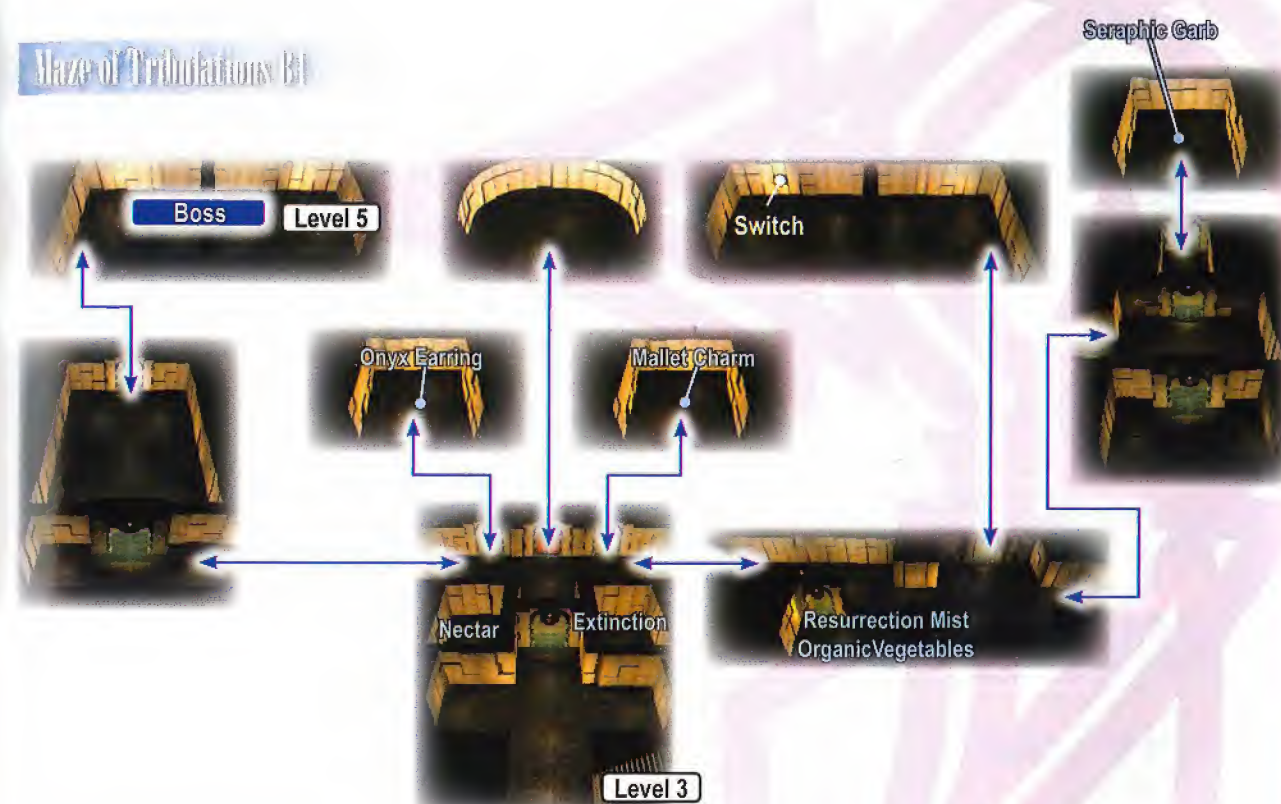 Maze of Tribulations B1
Seraphic Garb
Boss
Level 5
Switch
Onyx Earring
Mallet Charm
Nectar
Extinction
Resurrection Mist
OrganicVegetables
Level 3